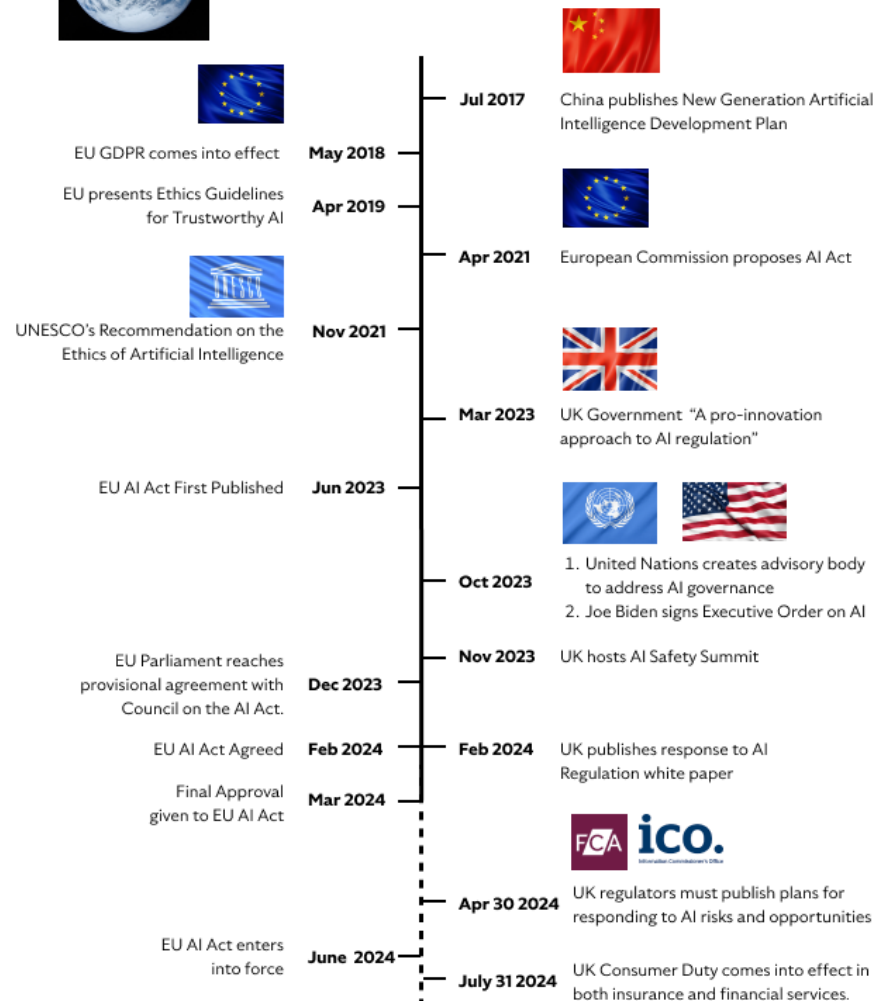 Jul 2017
China publishes New Generation Artificial
Intelligence Development Plan
EU GDPR comes into effect
May 2018
EU presents Ethics Guidelines
for Trustworthy AI
Apr 2019
Apr 2021
European Commission proposes AI Act
UNESCO
UNESCO's Recommendation on the
Ethics of Artificial Intelligence
Nov 2021
Mar 2023
UK Government "A pro-innovation
approach to AI regulation"
EU AI Act First Published
Jun 2023
Oct 2023
1. United Nations creates advisory body
to address AI governance
2. Joe Biden signs Executive Order on AI
Nov 2023
UK hosts AI Safety Summit
EU Parliament reaches
provisional agreement with
Council on the AI Act.
Dec 2023
EU AI Act Agreed
Feb 2024
Feb 2024
UK publishes response to AI
Regulation white paper
Final Approval
given to EU AI Act
Mar 2024
FCA
ico.
Information Commissioner's Office
Apr 30 2024
UK regulators must publish plans for
responding to AI risks and opportunities
EU AI Act enters
into force
June 2024
July 31 2024
UK Consumer Duty comes into effect in
both insurance and financial services.